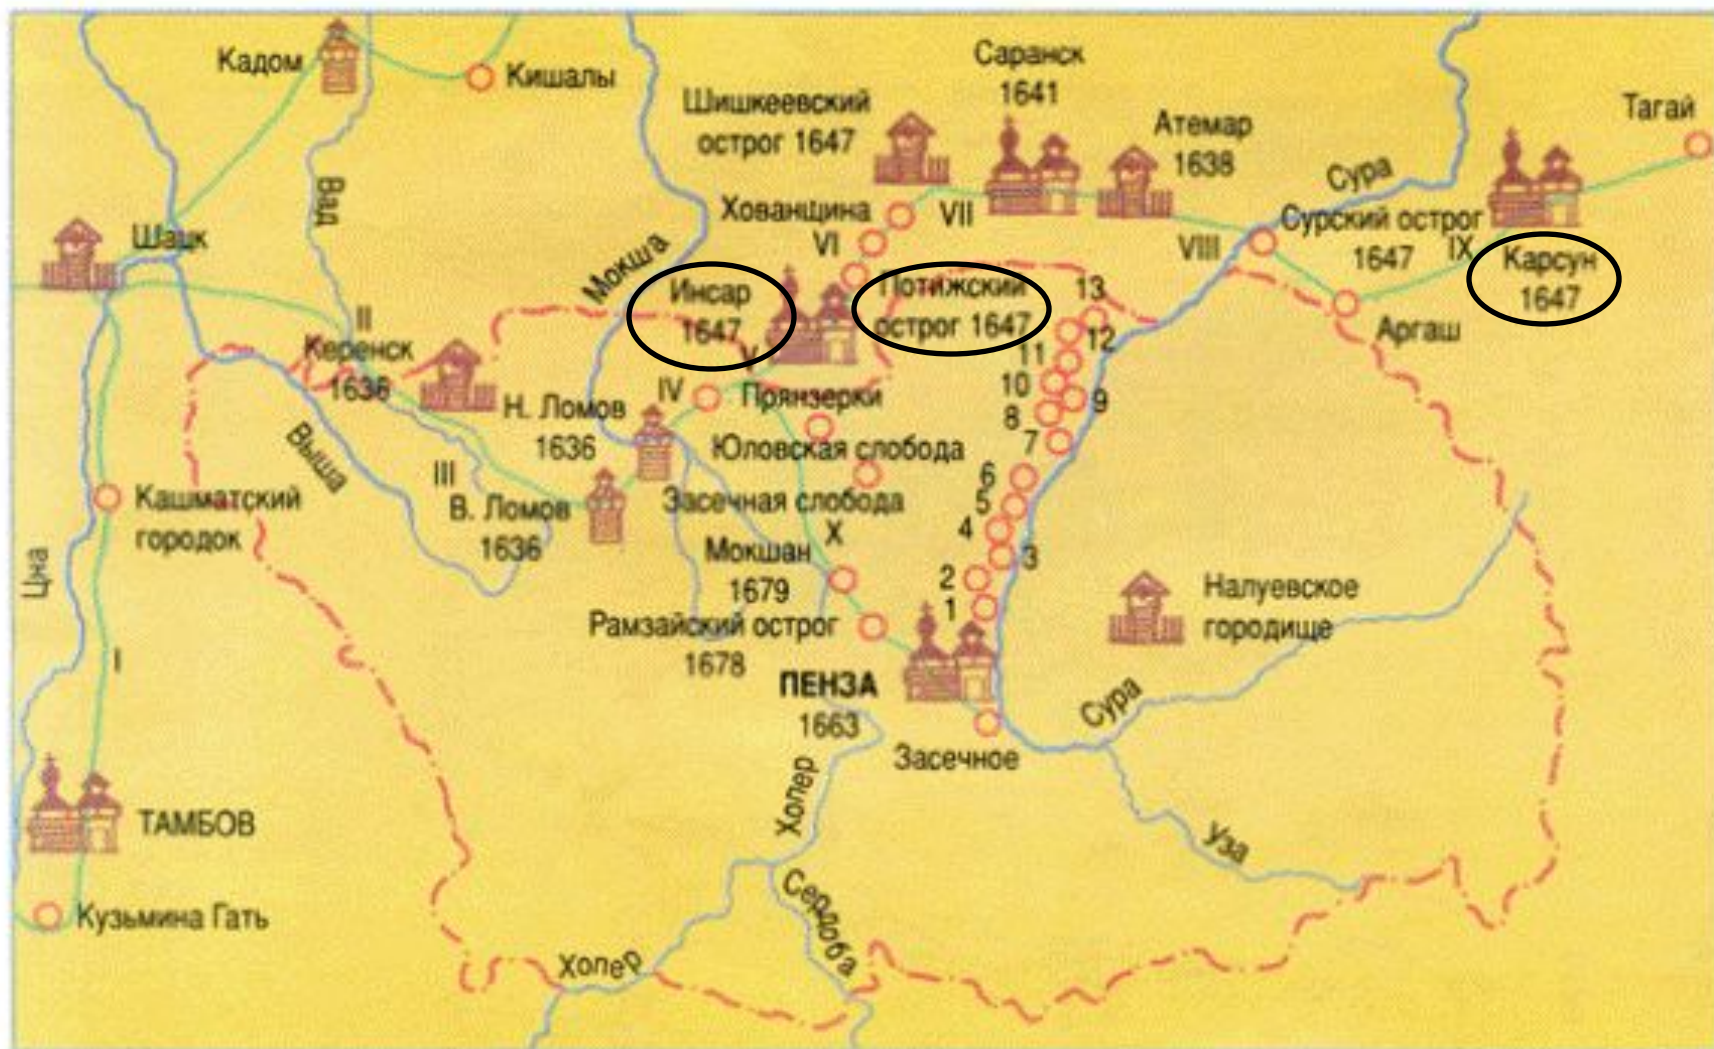 Кадом
Кишалы
Саранск
1641
Шишкеевский
острог 1647
Атемар
1638
Тагай
Вад
Сура
Хованщина
VII
VI
Шацк
Мокша
Сурский острог
1647
VIII
IX
Карсун
1647
Инсар
1647
Потижский
острог 1647
13
12
Аргаш
II
Керенск
1636
V
11
10
9
8
7
IV
Прянзерки
Н. Ломов
1636
Юловская слобода
Выша
III
6
5
4
3
2
1
Засечная слобода
Кашматский
городок
В. Ломов
1636
X
Мокшан
1679
Цна
Налуевское
городище
Рамзайский острог
1678
I
ПЕНЗА
1663
Сура
Засечное
Хопер
ТАМБОВ
Уза
Сердоба
Кузьмина Гать
Хопер